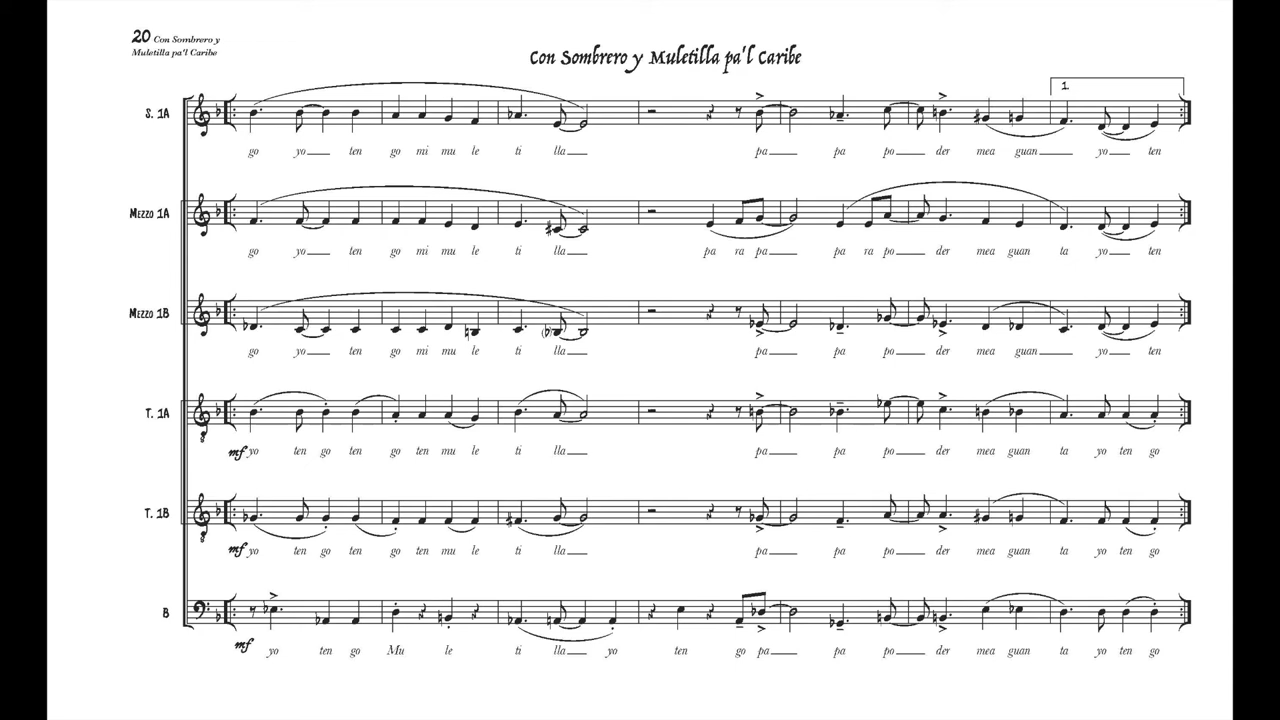 20 Con Sombrero y
Muletilla pa'l Caribe
Con Sombrero y Muletilla pa'l Caribe
1
S. 1A
go yo ten go mi mu le ti lla pa pa po der mea guan yo ten
Mezzo 1A
go yo ten go mi mu le ti lla pa ra pa pa ra po der mea guan ta yo ten
Mezzo 1B
go yo ten go mi mu le ti lla pa pa po der mea guan yo ten
T. 1A
mf yo ten go ten go ten mu le ti lla pa pa po der mea guan ta yo ten go
T. 1B
mf yo ten go ten go ten mu le ti lla pa pa po der mea guan ta yo ten go
B
mf yo ten go Mu le ti lla yo ten go pa pa po der mea guan ta yo ten go